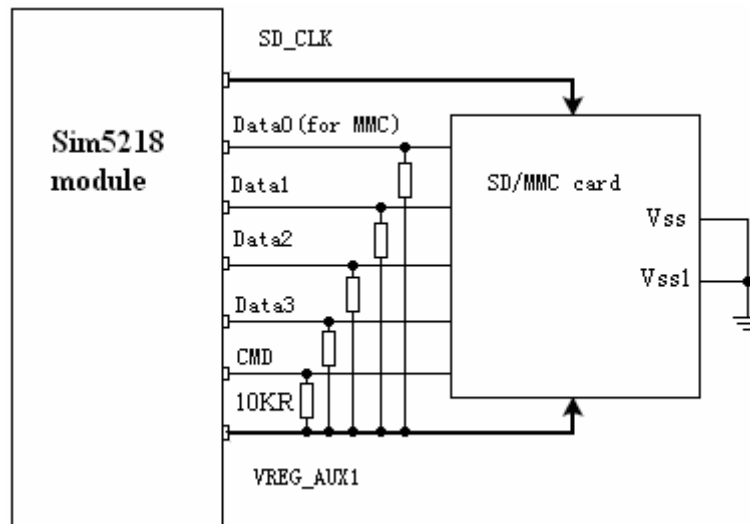 SD_CLK
Sim5218
module
Data0(for MMC)
Data1
Data2
Data3
CMD
10KR
VREG_AUX1
SD/MMC card
Vss
Vss1